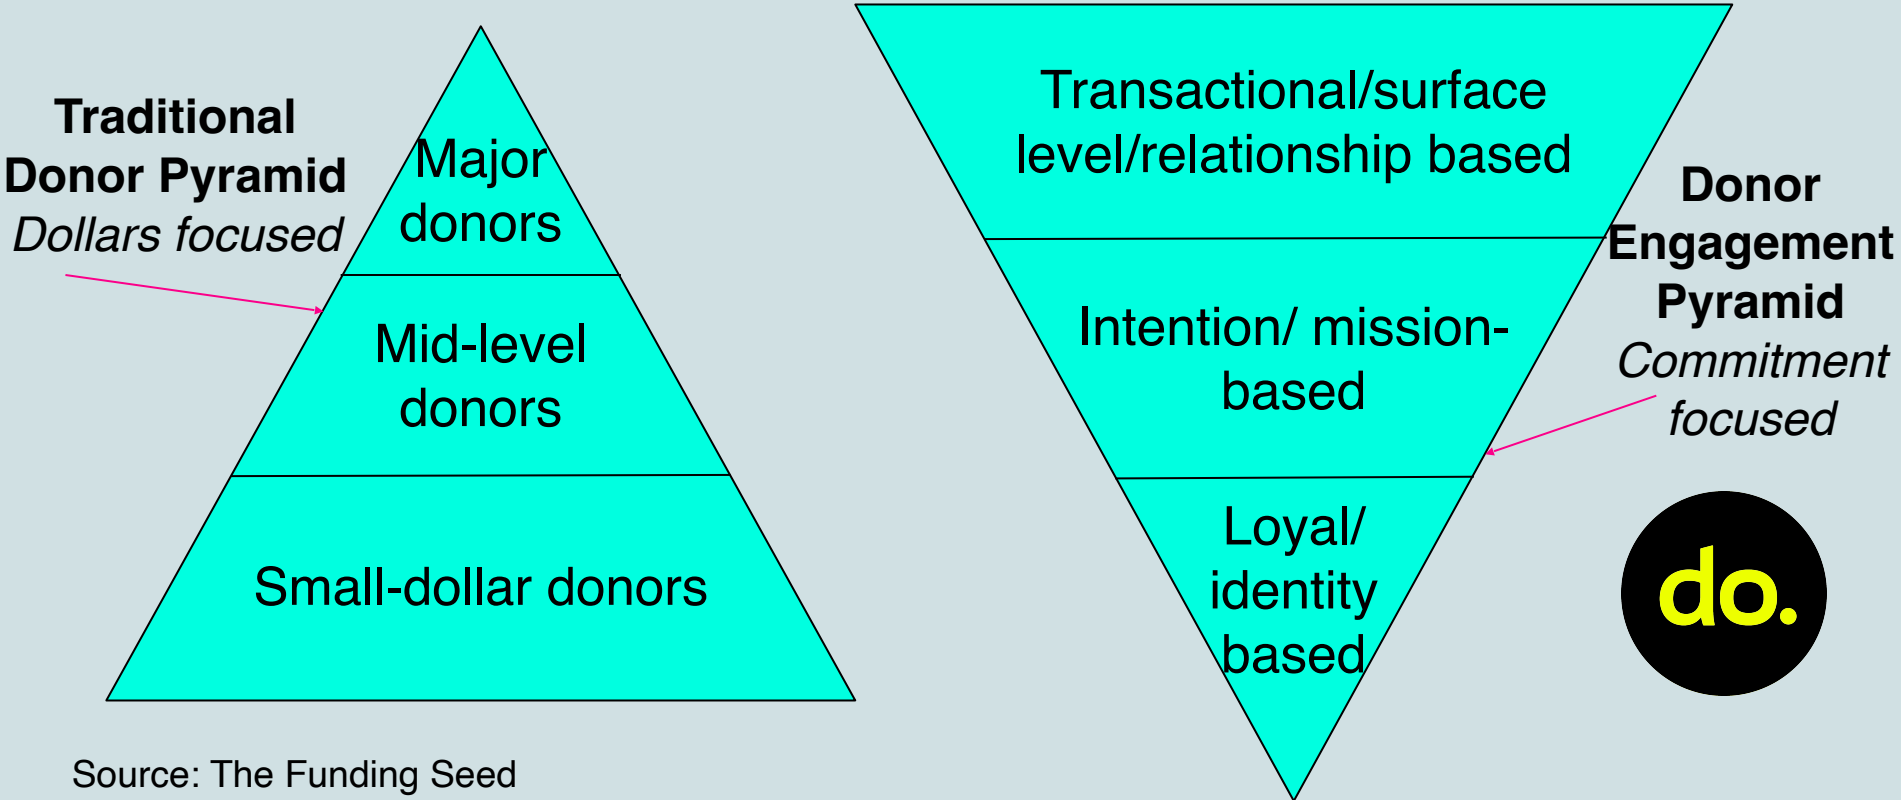 Traditional
Donor Pyramid
Dollars focused
Major
donors
Mid-level
donors
Small-dollar donors
Transactional/surface
level/relationship based
Intention/ mission-
based
Loyal/
identity
based
Donor
Engagement
Pyramid
Commitment
focused
do.
Source: The Funding Seed